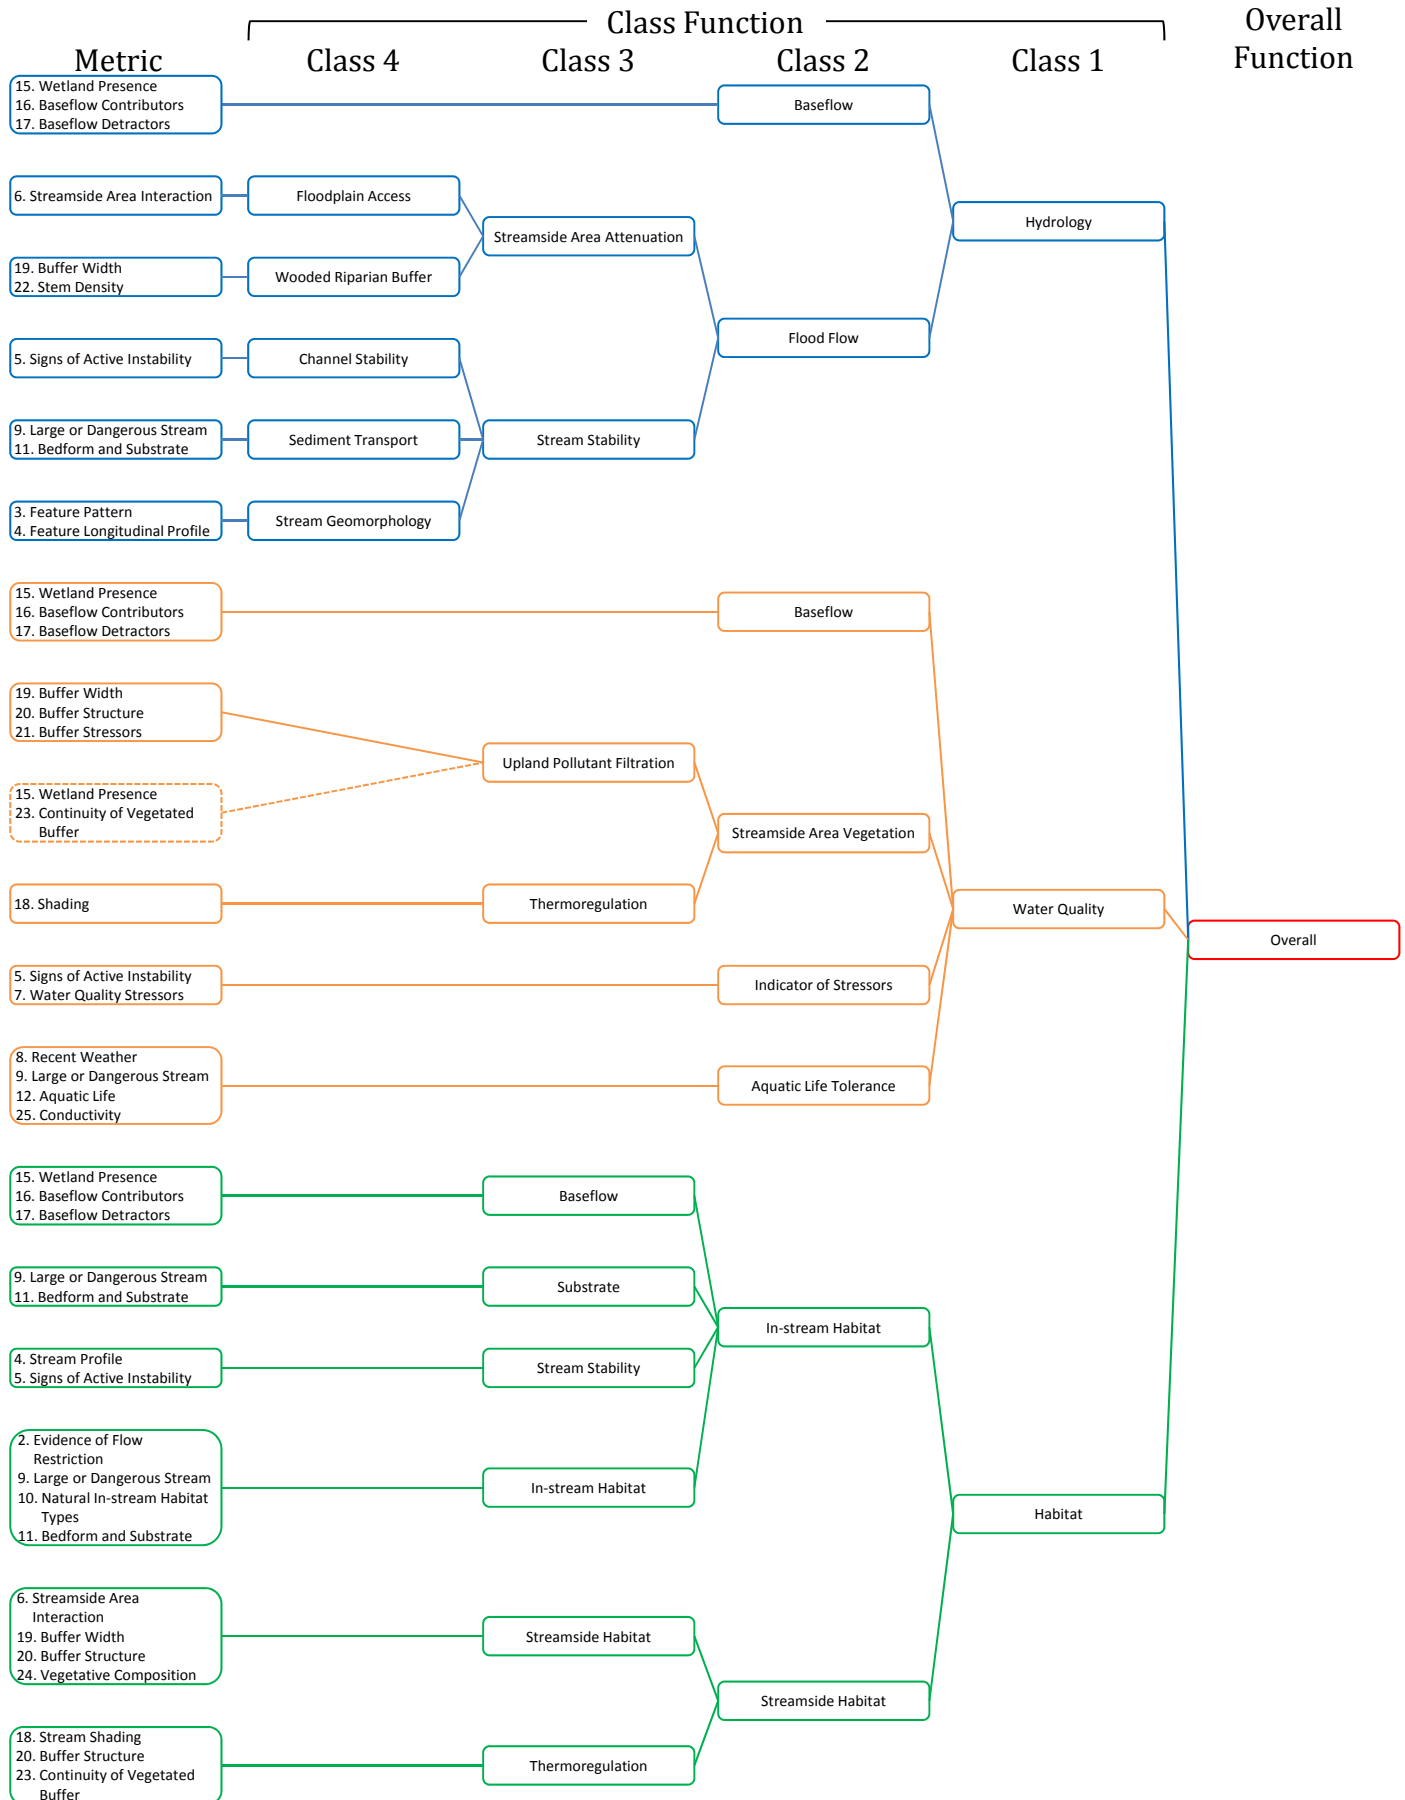 Class Function
Overall
Function
Metric
Class 4
Class 3
Class 2
Class 1
15. Wetland Presence
16. Baseflow Contributors
17. Baseflow Detractors
Baseflow
6. Streamside Area Interaction
Floodplain Access
Streamside Area Attenuation
Hydrology
19. Buffer Width
22. Stem Density
Wooded Riparian Buffer
Flood Flow
5. Signs of Active Instability
Channel Stability
9. Large or Dangerous Stream
11. Bedform and Substrate
Sediment Transport
Stream Stability
3. Feature Pattern
4. Feature Longitudinal Profile
Stream Geomorphology
15. Wetland Presence
16. Baseflow Contributors
17. Baseflow Detractors
Baseflow
19. Buffer Width
20. Buffer Structure
21. Buffer Stressors
Upland Pollutant Filtration
15. Wetland Presence
23. Continuity of Vegetated
Buffer
Streamside Area Vegetation
18. Shading
Thermoregulation
Water Quality
Overall
5. Signs of Active Instability
7. Water Quality Stressors
Indicator of Stressors
8. Recent Weather
9. Large or Dangerous Stream
12. Aquatic Life
25. Conductivity
Aquatic Life Tolerance
15. Wetland Presence
16. Baseflow Contributors
17. Baseflow Detractors
Baseflow
9. Large or Dangerous Stream
11. Bedform and Substrate
Substrate
In-stream Habitat
4. Stream Profile
5. Signs of Active Instability
Stream Stability
2. Evidence of Flow
Restriction
9. Large or Dangerous Stream
10. Natural In-stream Habitat
Types
11. Bedform and Substrate
In-stream Habitat
Habitat
6. Streamside Area
Interaction
19. Buffer Width
20. Buffer Structure
24. Vegetative Composition
Streamside Habitat
Streamside Habitat
18. Stream Shading
20. Buffer Structure
23. Continuity of Vegetated
Buffer
Thermoregulation